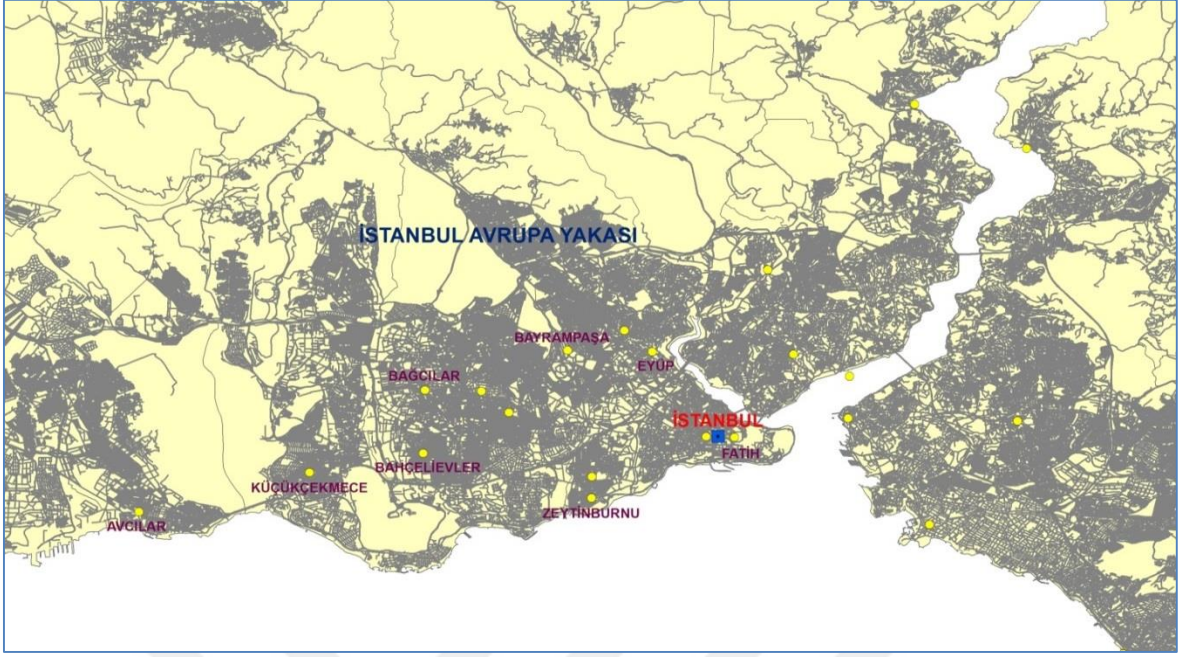 İSTANBUL AVRUPA YAKASI
BAYRAMPAŞA
EYÜP
BAĞCILAR
İSTANBUL
FATİH
BAHÇELİEVLER
KÜÇÜKÇEKMECE
ZEYTİNBURNU
AVCILAR